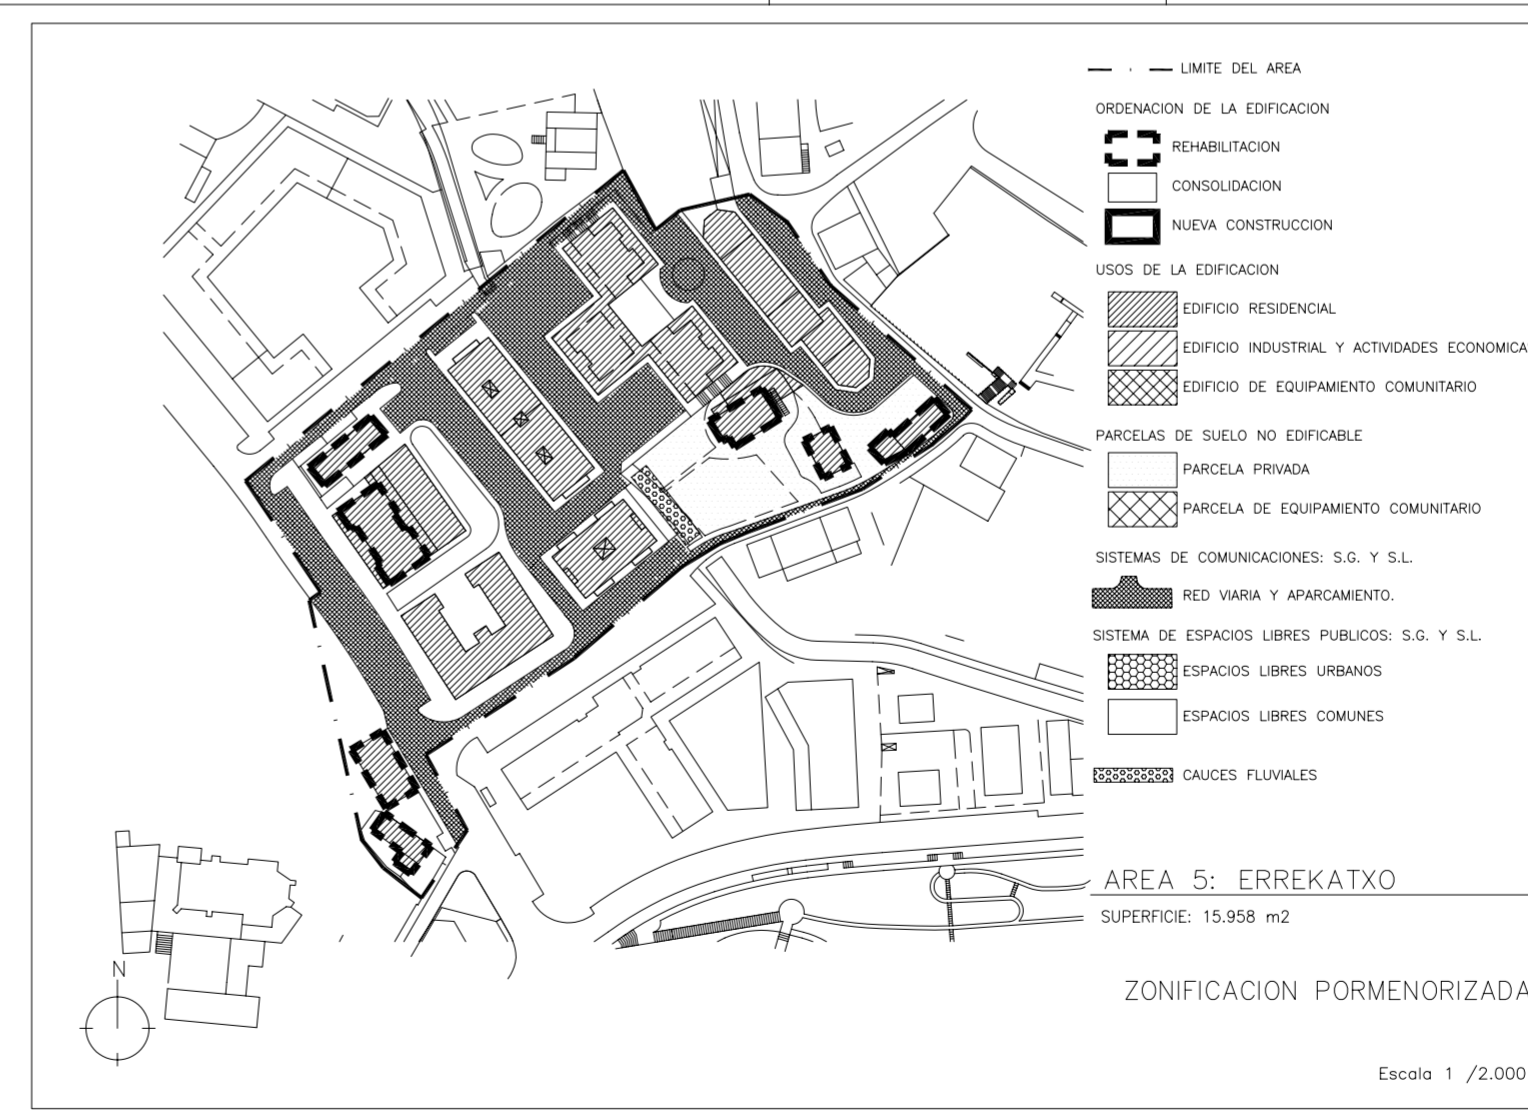 LIMITE DEL AREA
ORDENACION DE LA EDIFICACION
REHABILITACION
CONSOLIDACION
NUEVA CONSTRUCCION
USOS DE LA EDIFICACION
EDIFICIO RESIDENCIAL
EDIFICIO INDUSTRIAL Y ACTIVIDADES ECONOMICAS
EDIFICIO DE EQUIPAMIENTO COMUNITARIO
PARCELAS DE SUELO NO EDIFICABLE
PARCELA PRIVADA
PARCELA DE EQUIPAMIENTO COMUNITARIO
SISTEMAS DE COMUNICACIONES: S.G. Y S.L.
RED VIARIA Y APARCAMIENTO.
SISTEMA DE ESPACIOS LIBRES PUBLICOS: S.G. Y S.L.
ESPACIOS LIBRES URBANOS
ESPACIOS LIBRES COMUNES
CAUCES FLUVIALES
AREA 5: ERREKATXO
SUPERFICIE: 15.958 m2
N
ZONIFICACION PORMENORIZADA
Escala 1 /2.000